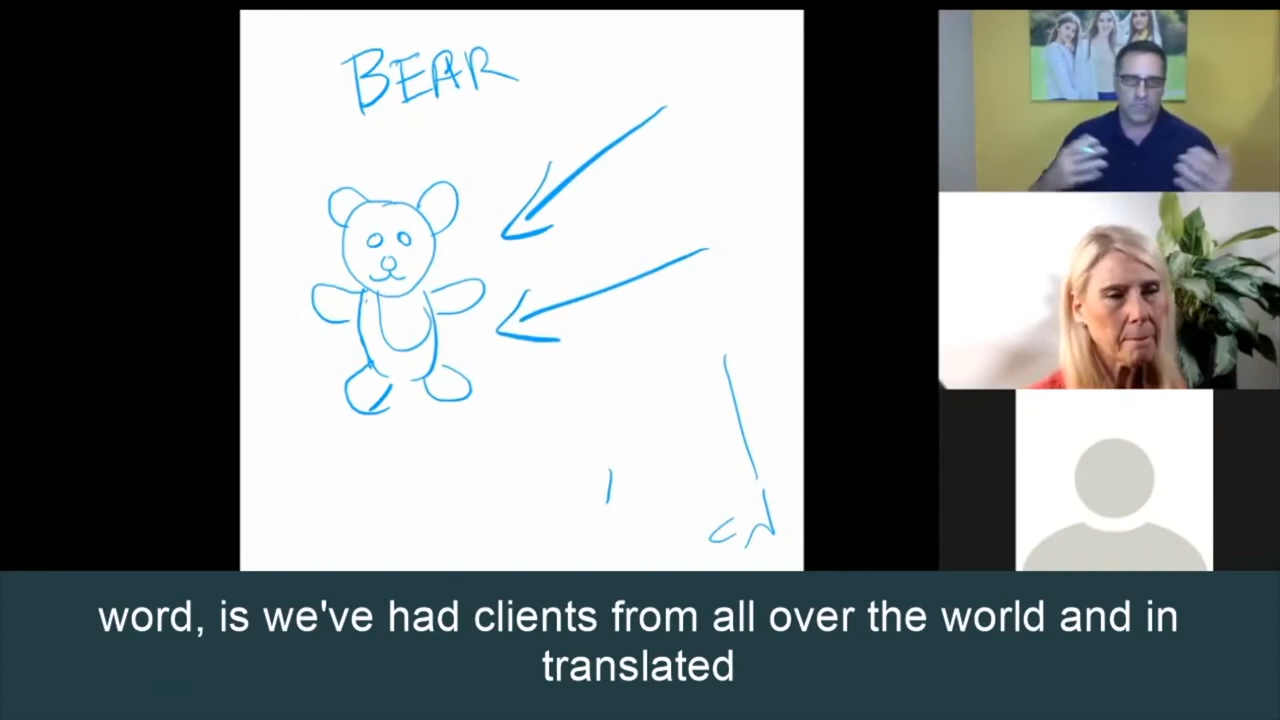 BEAR
word, is we've had clients from all over the world and in
translated